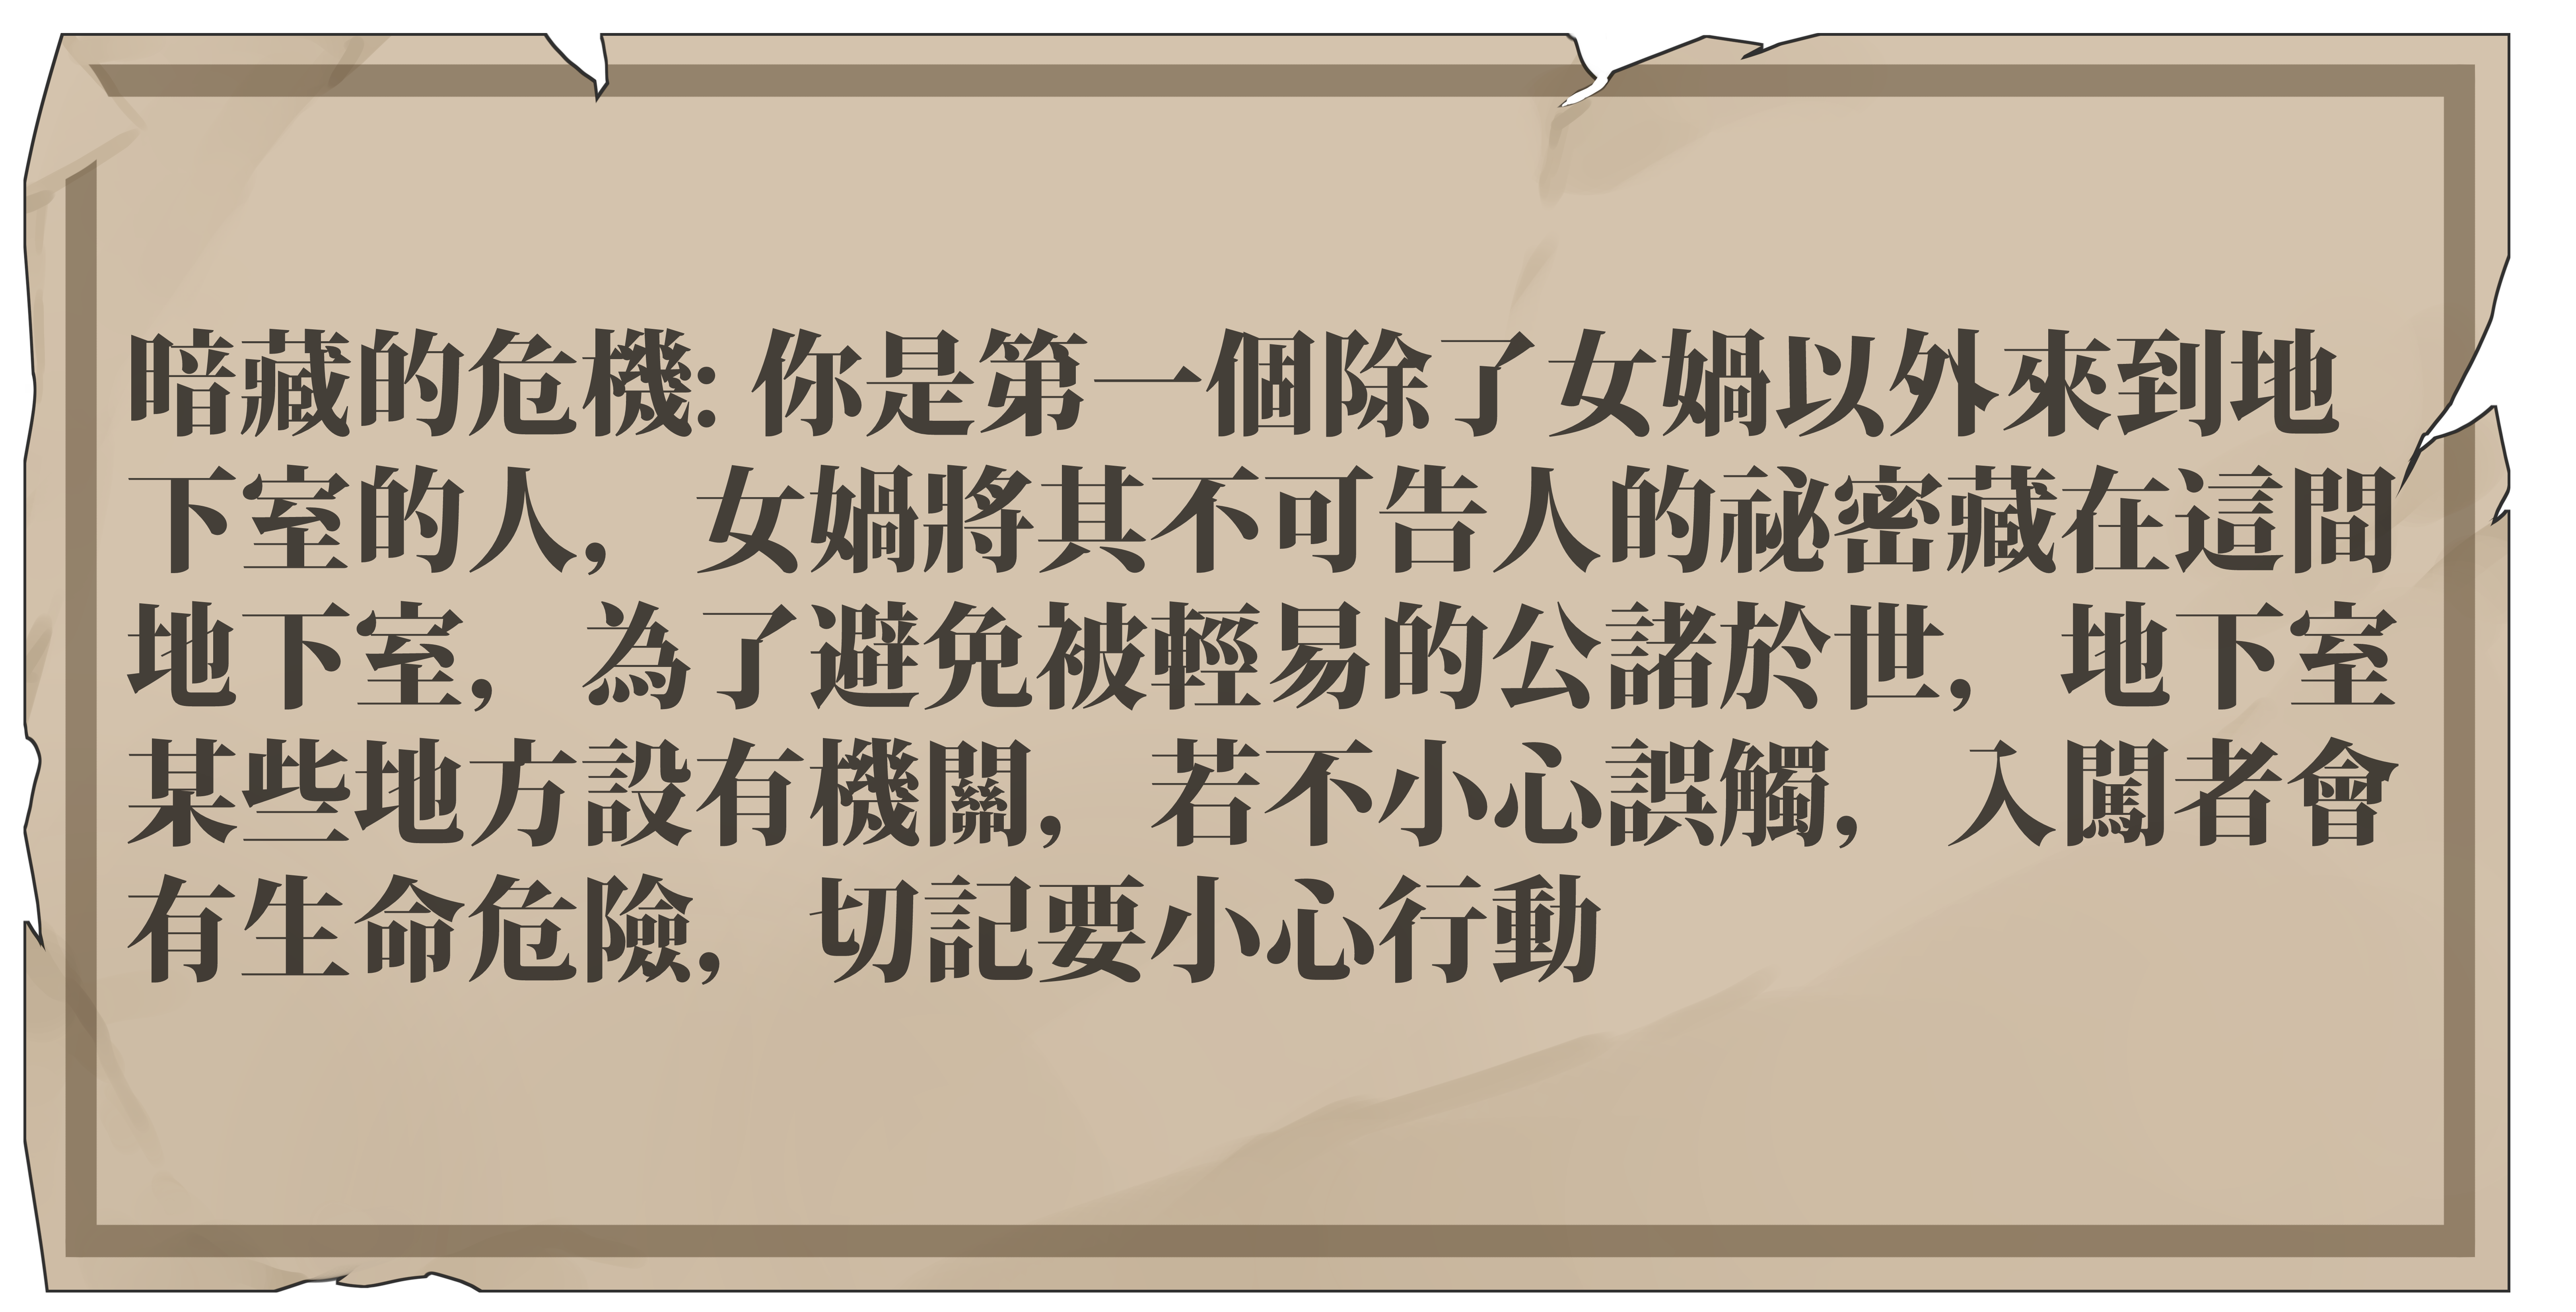 暗藏的危機: 你是第一個除了女媧以外來到地
下室的人, 女媧將其不可告人的祕密藏在這問
地下室, 為了避免被輕易的公諸於世, 地下室
某些地方設有機關, 若不小心誤觸, 入闖者會
有生命危險, 切記要小心行動